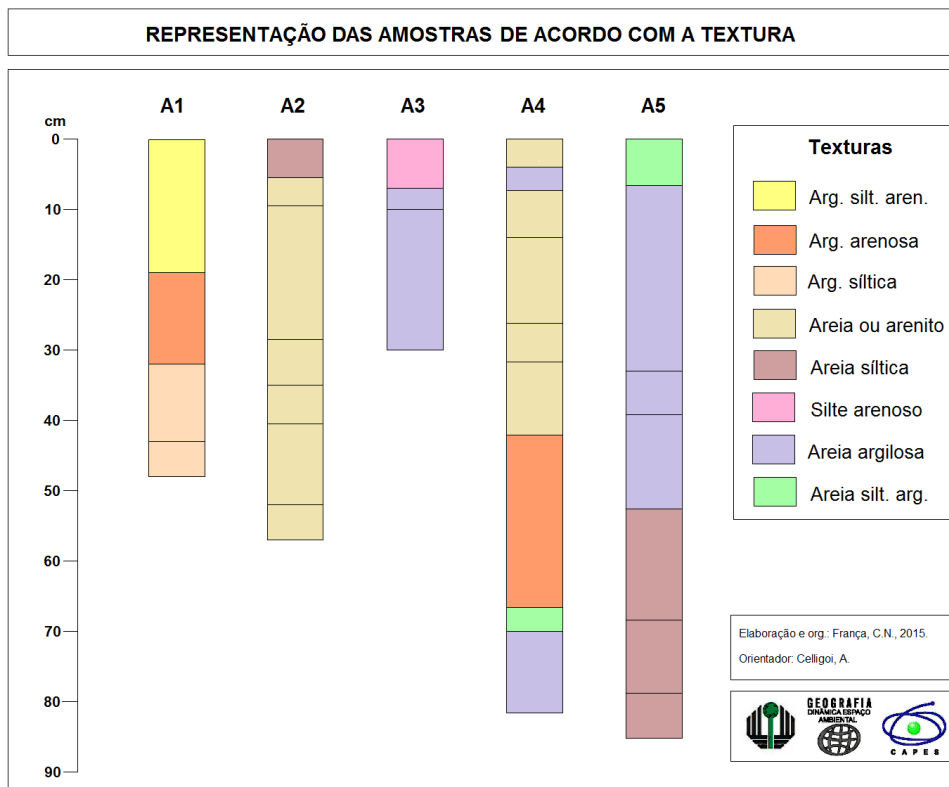 REPRESENTAÇÃO DAS AMOSTRAS DE ACORDO COM A TEXTURA
A1 A2 A3 A4 A5
cm
0
10
20
30
40
50
60
70
80
90
Texturas
Arg. silt. aren.
Arg. arenosa
Arg. síltica
Areia ou arenito
Areia síltica
Silte arenoso
Areia argilosa
Areia silt. arg.
Elaboração e org.: França, C.N., 2015.
Orientador: Celligoi, A.
GEOGRAFIA
DINÂMICA ESPAÇO
AMBIENTAL
CAPES